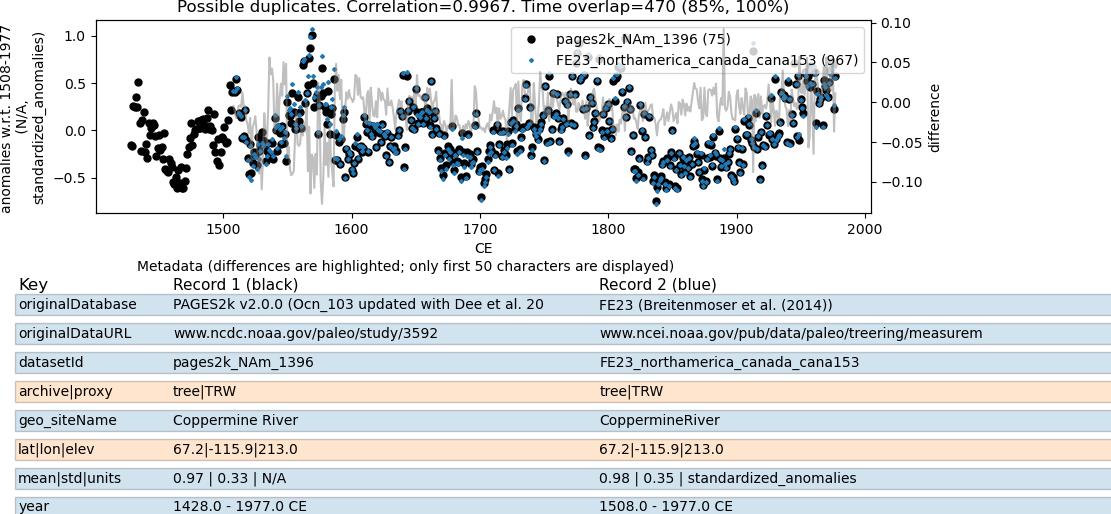 Possible duplicates. Correlation=0.9967. Time overlap=470 (85%, 100%)
anomalies w.r.t. 1508-1977
(N/A,
standardized_anomalies)
1.0
0.5
0.0
−0.5
pages2k_NAm_1396 (75)
FE23_northamerica_canada_cana153 (967)
0.10
0.05
0.00
−0.05
−0.10
difference
1500 1600 1700 1800 1900 2000
CE
Metadata (differences are highlighted; only first 50 characters are displayed)
Key Record 1 (black) Record 2 (blue)
originalDatabase PAGES2k v2.0.0 (Ocn_103 updated with Dee et al. 20 FE23 (Breitenmoser et al. (2014))
originalDataURL www.ncdc.noaa.gov/paleo/study/3592 www.ncei.noaa.gov/pub/data/paleo/treering/measurem
datasetId pages2k_NAm_1396 FE23_northamerica_canada_cana153
archive|proxy tree|TRW tree|TRW
geo_siteName Coppermine River CoppermineRiver
lat|lon|elev 67.2|-115.9|213.0 67.2|-115.9|213.0
mean|std|units 0.97 | 0.33 | N/A 0.98 | 0.35 | standardized_anomalies
year 1428.0 - 1977.0 CE 1508.0 - 1977.0 CE